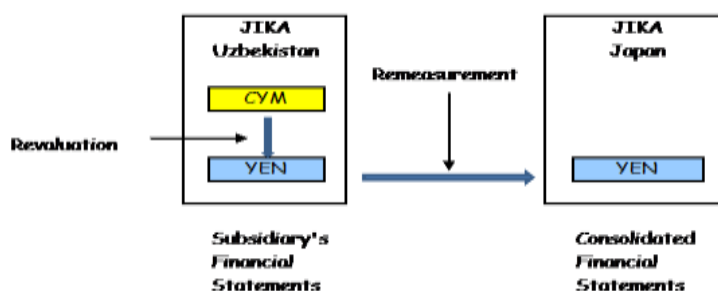 JIKA
Uzbekistan
CYM
Revaluation
YEN
Subsidiary's
Financial
Statements
Remeasurement
JIKA
Japan
YEN
Consolidated
Financial
Statements